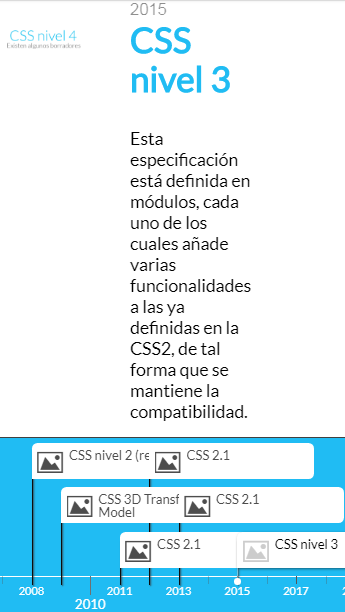 2015
CSS
nivel 3
CSS nivel 4
Existen algunos borradores
Esta
especificación
está definida en
módulos, cada
uno de los
cuales añade
varias
funcionalidades
a las ya
definidas en la
CSS2, de tal
forma que se
mantiene la
compatibilidad.
CSS nivel 2 (re
CSS 2.1
CSS 3D Transf
Model
CSS 2.1
CSS 2.1
CSS nivel 3
2008
2011
2013
2015
2017
2010